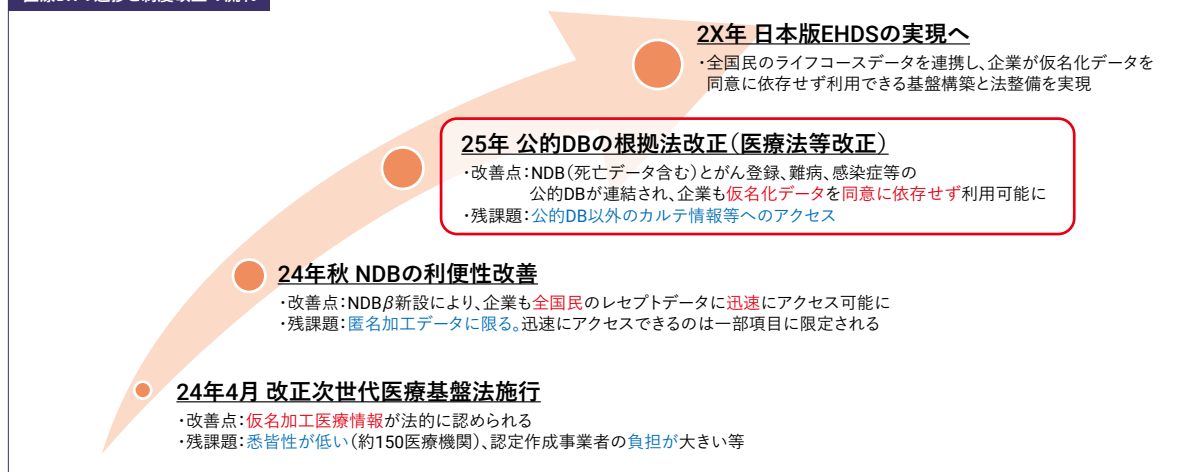 2X年 日本版EHDSの実現へ
・全国民のライフコースデータを連携し、企業が仮名化データを
同意に依存せず利用できる基盤構築と法整備を実現
25年 公的DBの根拠法改正（医療法等改正）
・改善点：NDB（死亡データ含む）とがん登録、難病、感染症等の
公的DBが連結され、企業も仮名化データを同意に依存せず利用可能に
・残課題：公的DB以外のカルテ情報等へのアクセス
24年秋 NDBの利便性改善
・改善点：NDBβ新設により、企業も全国民のレセプトデータに迅速にアクセス可能に
・残課題：匿名加工データに限る。迅速にアクセスできるのは一部項目に限定される
24年4月 改正次世代医療基盤法施行
・改善点：仮名加工医療情報が法的に認められる
・残課題：悉皆性が低い（約150医療機関）、認定作成事業者の負担が大きい等